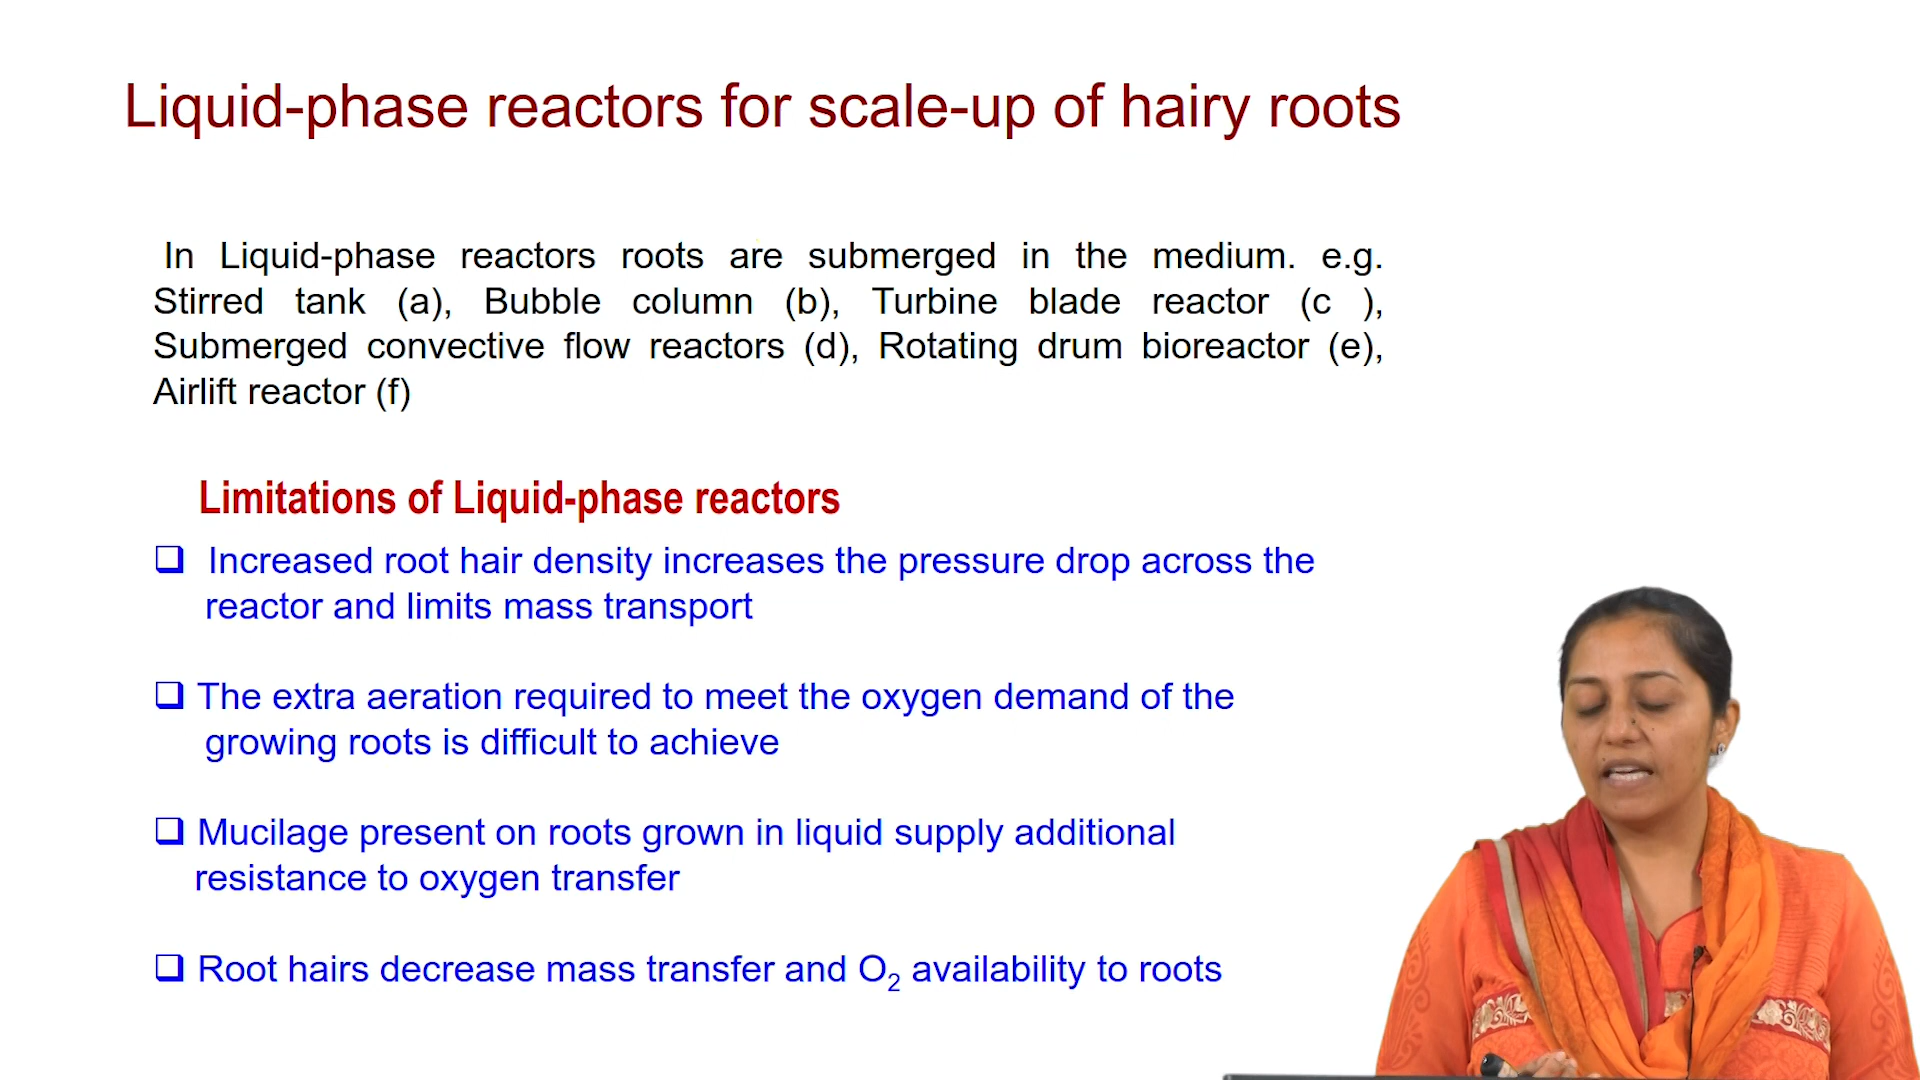 Liquid-phase reactors for scale-up of hairy roots
In Liquid-phase reactors roots are submerged in the medium. e.g.
Stirred tank (a), Bubble column (b), Turbine blade reactor (c ),
Submerged convective flow reactors (d), Rotating drum bioreactor (e),
Airlift reactor (f)
Limitations of Liquid-phase reactors
❑ Increased root hair density increases the pressure drop across the
reactor and limits mass transport
❑ The extra aeration required to meet the oxygen demand of the
growing roots is difficult to achieve
❑ Mucilage present on roots grown in liquid supply additional
resistance to oxygen transfer
❑ Root hairs decrease mass transfer and O₂ availability to roots